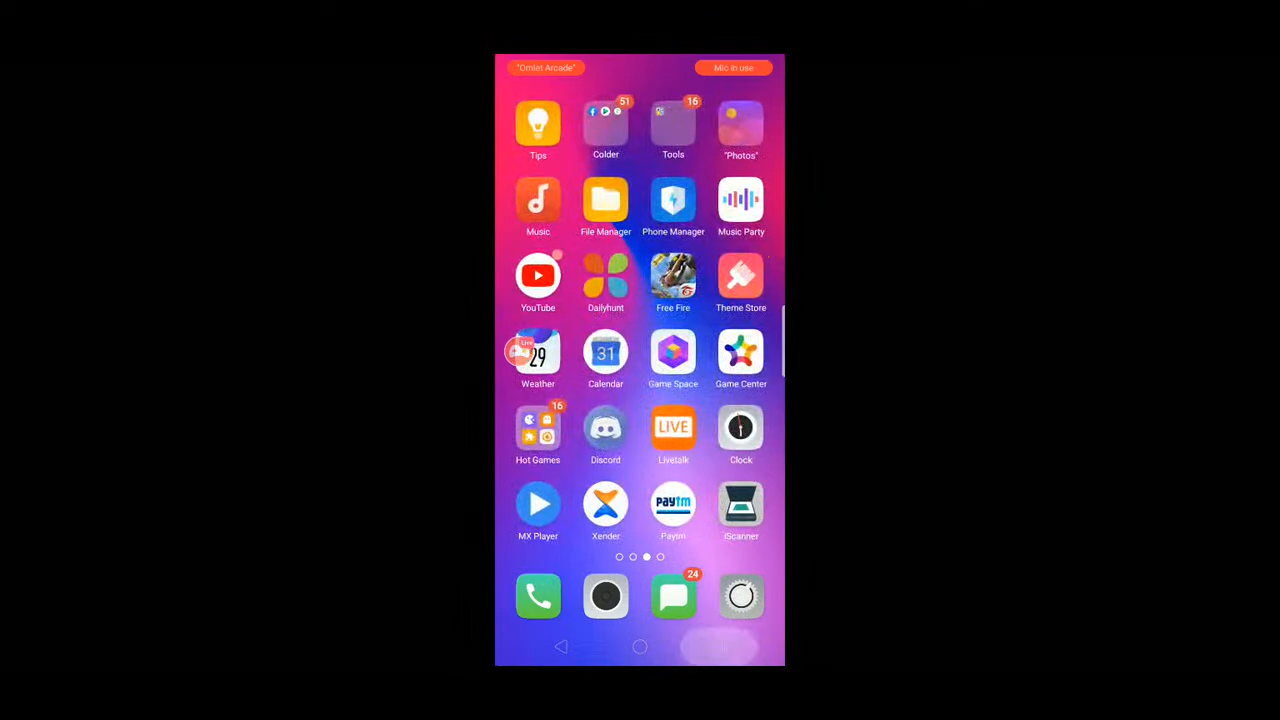 "Omlet Arcade" Mic in use
51 16
Tips Colder Tools "Photos"
Music File Manager Phone Manager Music Party
YouTube Dailyhunt Free Fire Theme Store
Live
29 31
Weather Calendar Game Space Game Center
16
LIVE
Hot Games Discord Livetalk Clock
paytm
MX Player Xender Paytm iScanner
24